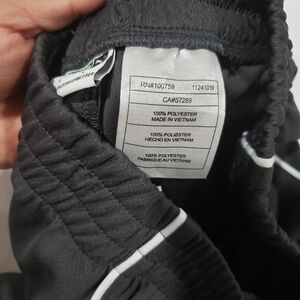 RN#100759 11241019
CA#57289
100% POLYESTER
MADE IN VIETNAM
100% POLIÉSTER
HECHO EN VIETNAM
100% POLYESTER
FABRIQUÉ AU VIETNAM